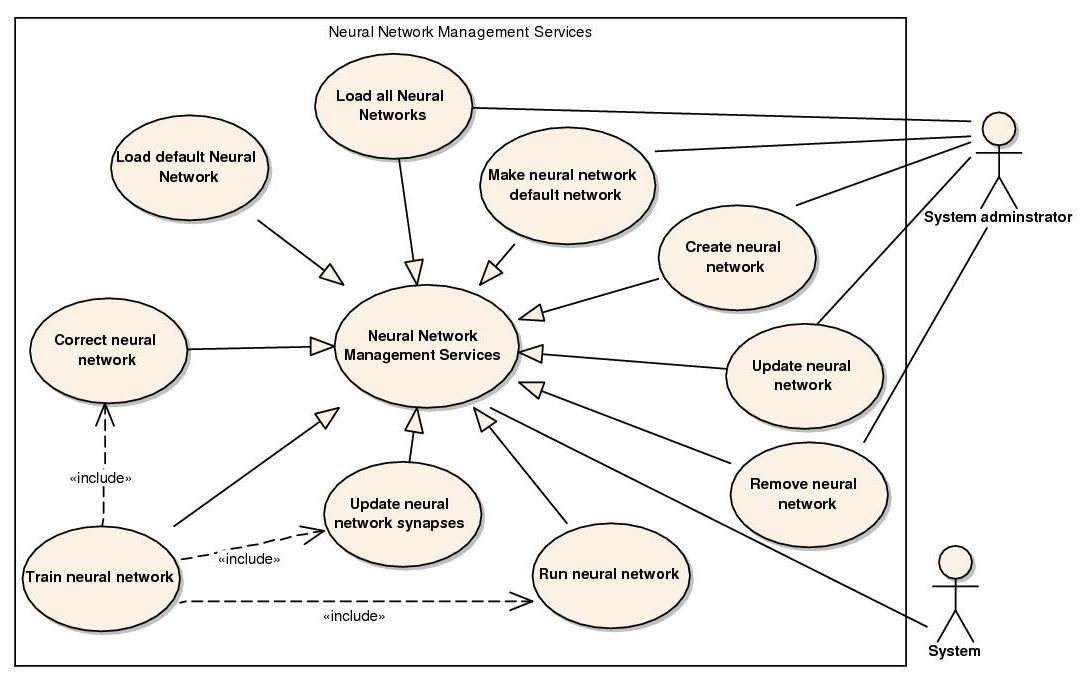 Neural Network Management Services
Load all Neural
Networks
Load default Neural
Network
Make neural network
default network
System adminstrator
Create neural
network
Neural Network
Management Services
Correct neural
network
Update neural
network
«include»
Remove neural
network
Update neural
network synapses
«include»
Train neural network
Run neural network
«include»
System